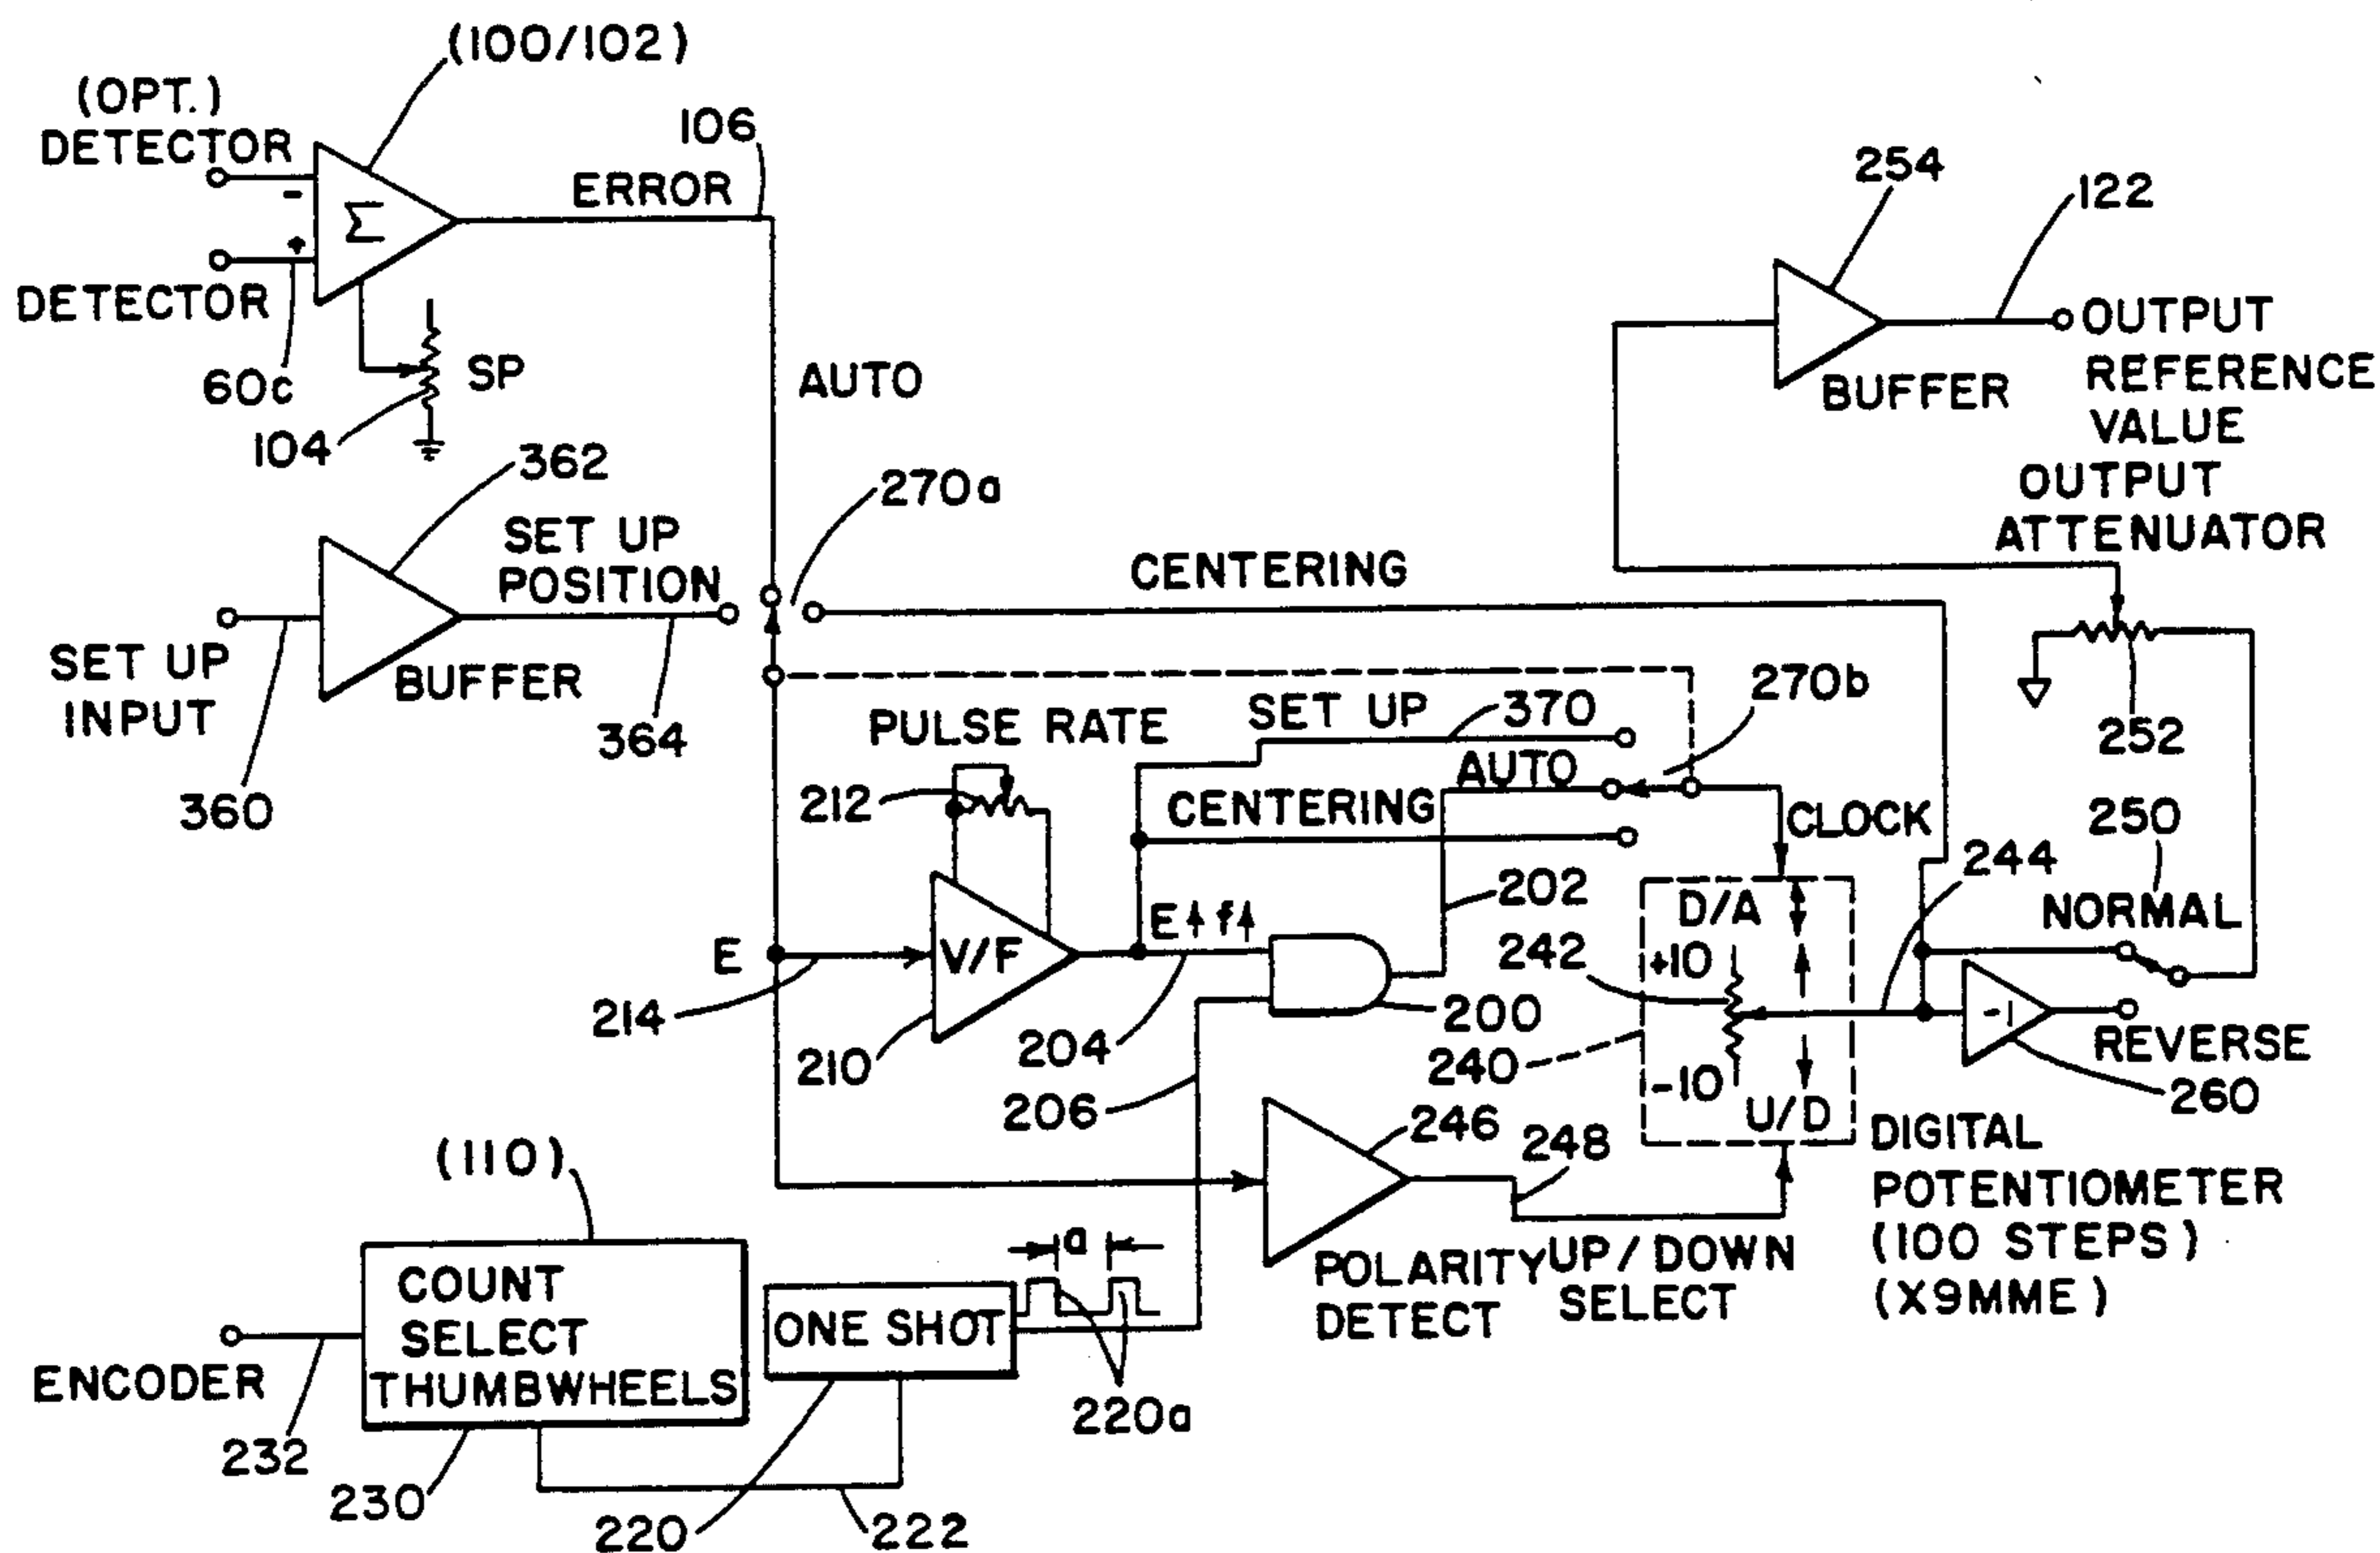 (100/102)
(OPT.)
DETECTOR
-
+
Σ
ERROR
106
DETECTOR
60c
SP
104
AUTO
254
122
BUFFER
OUTPUT
REFERENCE
VALUE
OUTPUT
ATTENUATOR
362
SET UP
POSITION
270a
CENTERING
SET UP
INPUT
BUFFER
360
364
252
PULSE RATE
212
SET UP
370
270b
AUTO
CENTERING
CLOCK
250
NORMAL
244
202
E
214
V/F
210
E↑ f↑
204
200
206
D/A
242
+10
240
-10
U/D
-1
REVERSE
260
246
248
DIGITAL
POTENTIOMETER
(100 STEPS)
(X9MME)
POLARITY
DETECT
UP/DOWN
SELECT
(110)
COUNT
SELECT
THUMBWHEELS
ENCODER
232
230
ONE SHOT
a
220a
220
222